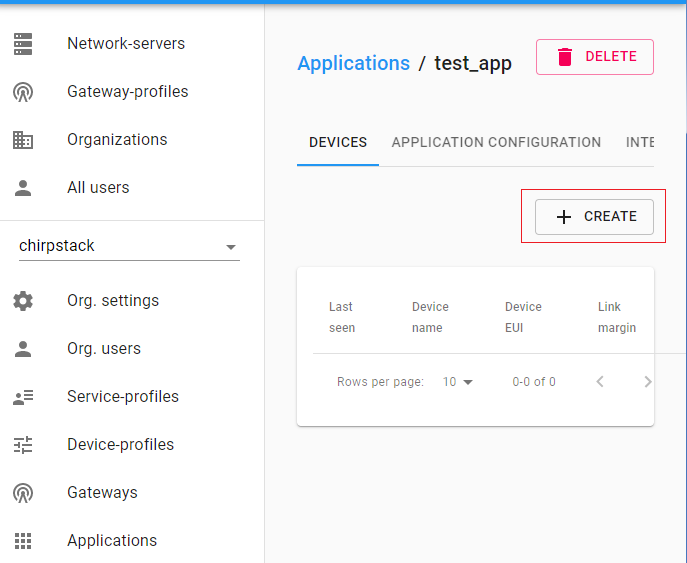 Network-servers
Gateway-profiles
Organizations
All users
chirpstack
Org. settings
Org. users
Service-profiles
Device-profiles
Gateways
Applications
Applications / test_app
DELETE
DEVICES APPLICATION CONFIGURATION INTE
+ CREATE
Last seen Device name Device EUI Link margin
Rows per page: 10 0-0 of 0